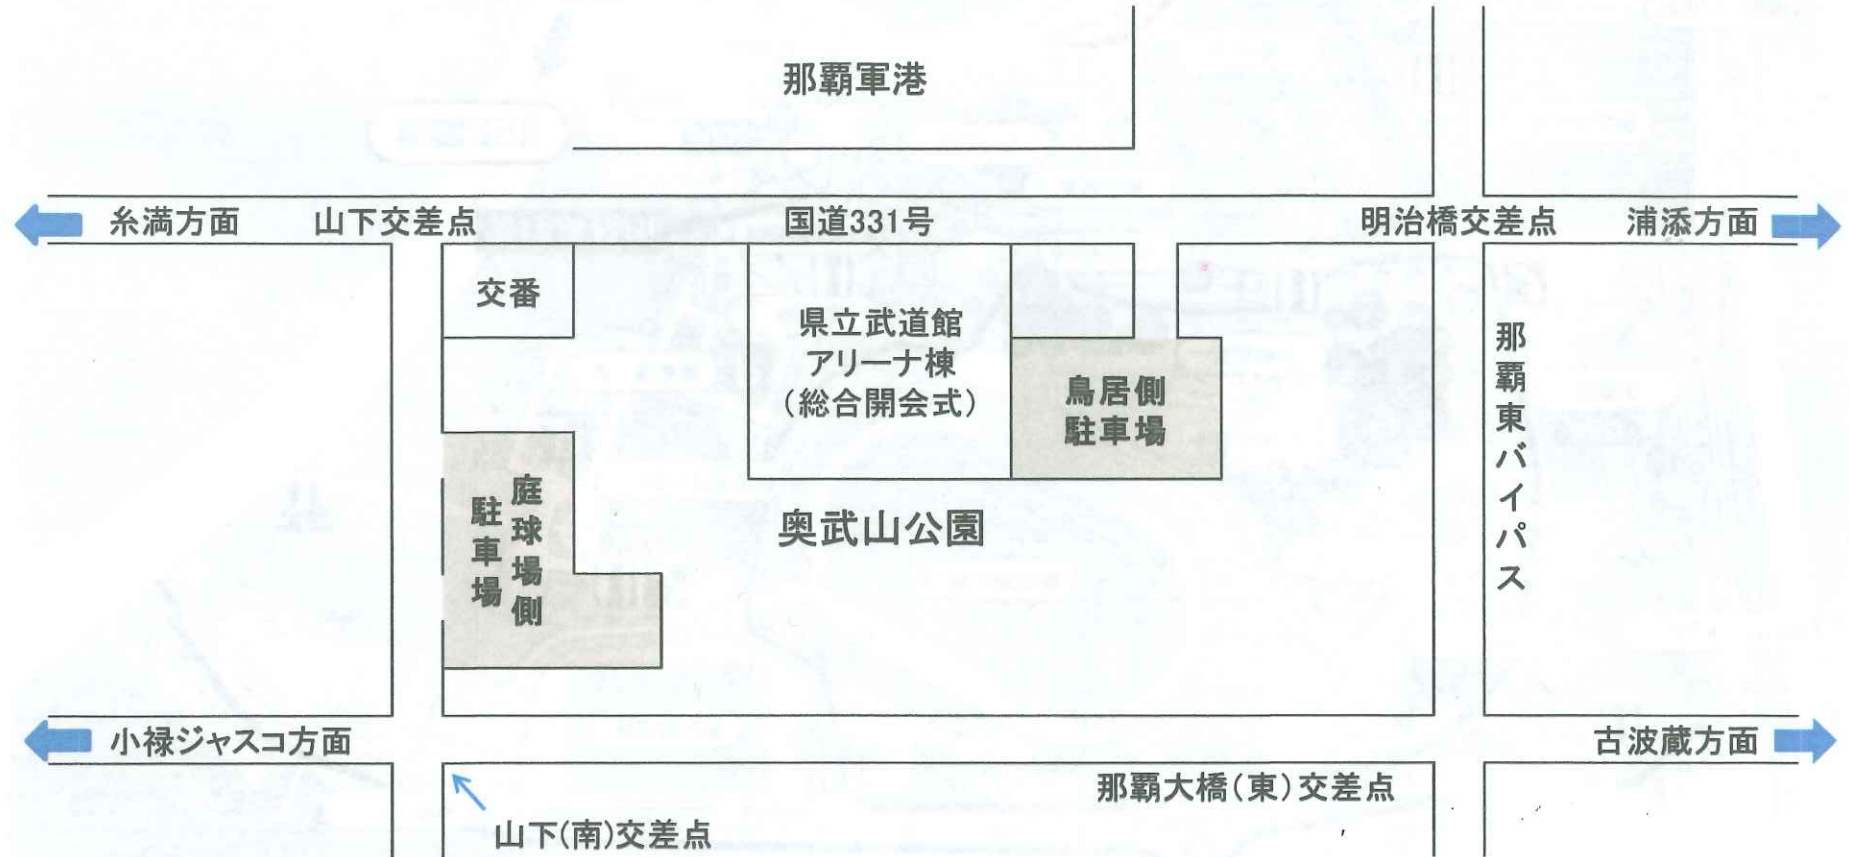 那覇軍港
糸満方面
山下交差点
国道331号
明治橋交差点
浦添方面
交番
県立武道館
アリーナ棟
（総合開会式）
鳥居側
駐車場
那覇東バイパス
庭球場側
駐車場
奥武山公園
小禄ジャスコ方面
古波蔵方面
那覇大橋（東）交差点
山下(南)交差点